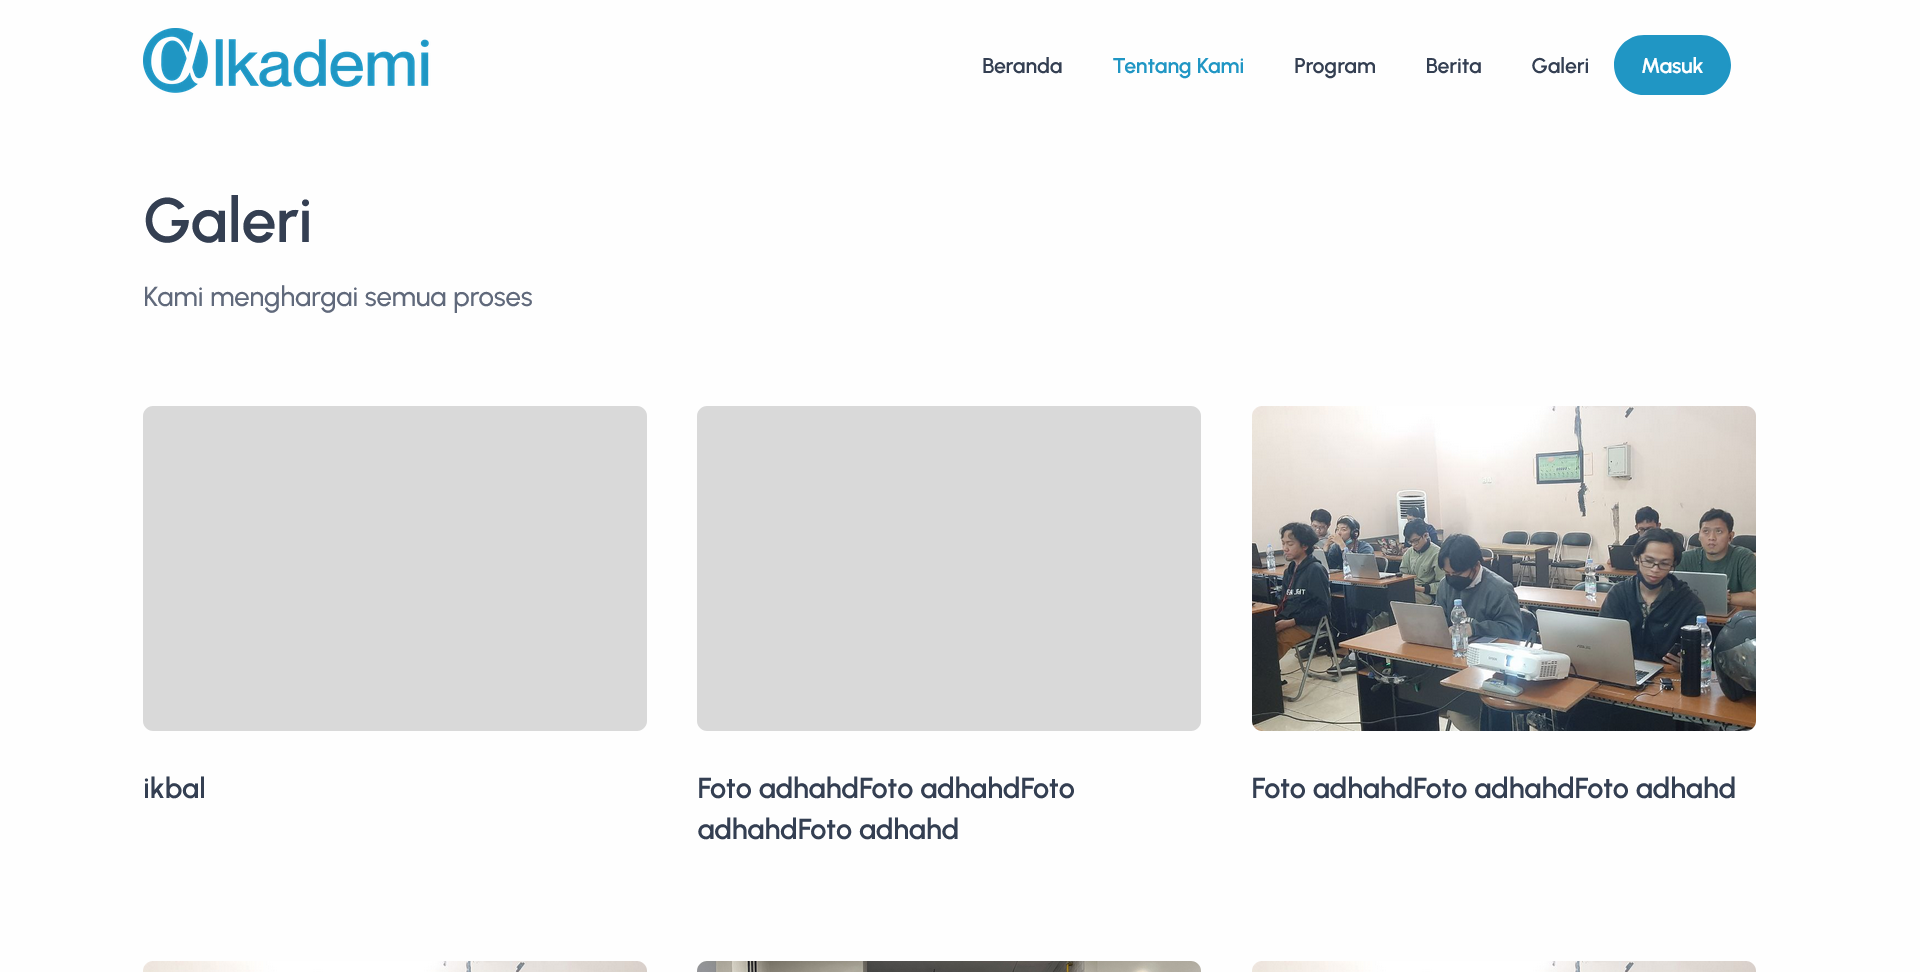 @lkademi
Beranda Tentang Kami Program Berita Galeri Masuk
Galeri
Kami menghargai semua proses
ikbal
Foto adhahdFoto adhahdFoto
adhahdFoto adhahd
Foto adhahdFoto adhahdFoto adhahd